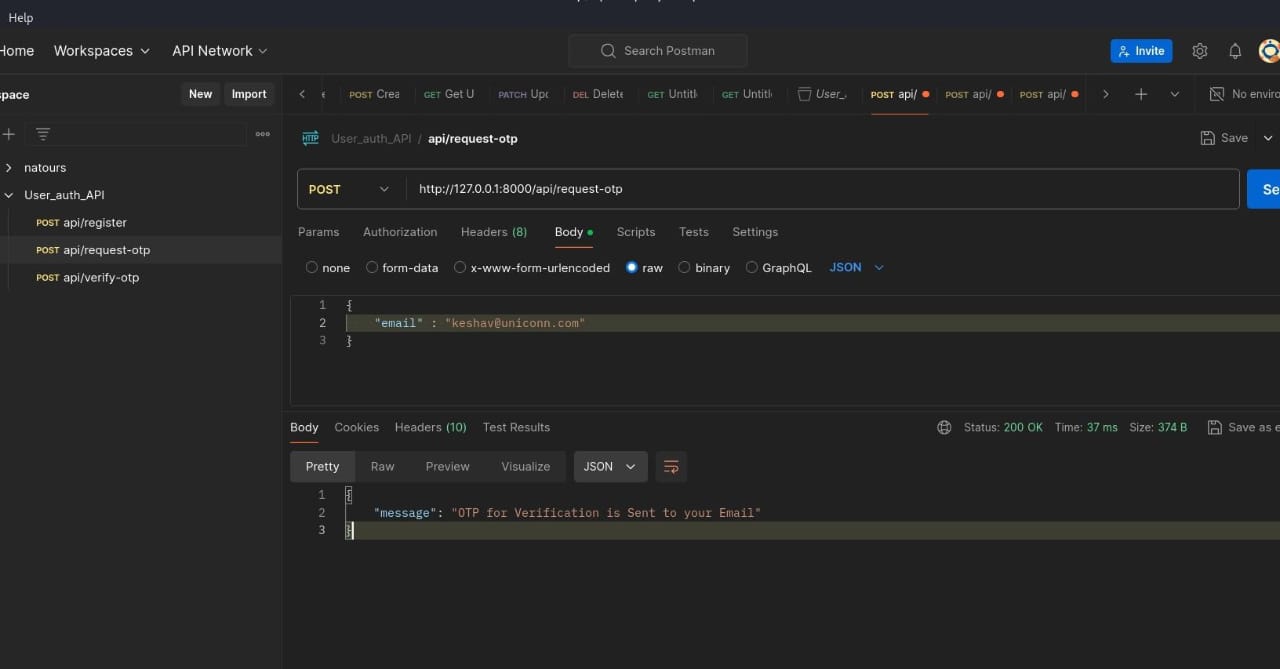 Help
Home Workspaces API Network Search Postman Invite
space New Import POST Crea GET Get U PATCH Upd DEL Delete GET Untitl GET Untitl User_ POST api/ POST api/ POST api/ No enviro
User_auth_API / api/request-otp Save
natours
User_auth_API
POST api/register
POST api/request-otp
POST api/verify-otp
POST http://127.0.0.1:8000/api/request-otp Se
Params Authorization Headers (8) Body Scripts Tests Settings
none form-data x-www-form-urlencoded raw binary GraphQL JSON
1 {
2 "email" : "keshav@uniconn.com"
3 }
Body Cookies Headers (10) Test Results Status: 200 OK Time: 37 ms Size: 374 B Save as e
Pretty Raw Preview Visualize JSON
1 {
2 "message": "OTP for Verification is Sent to your Email"
3 }